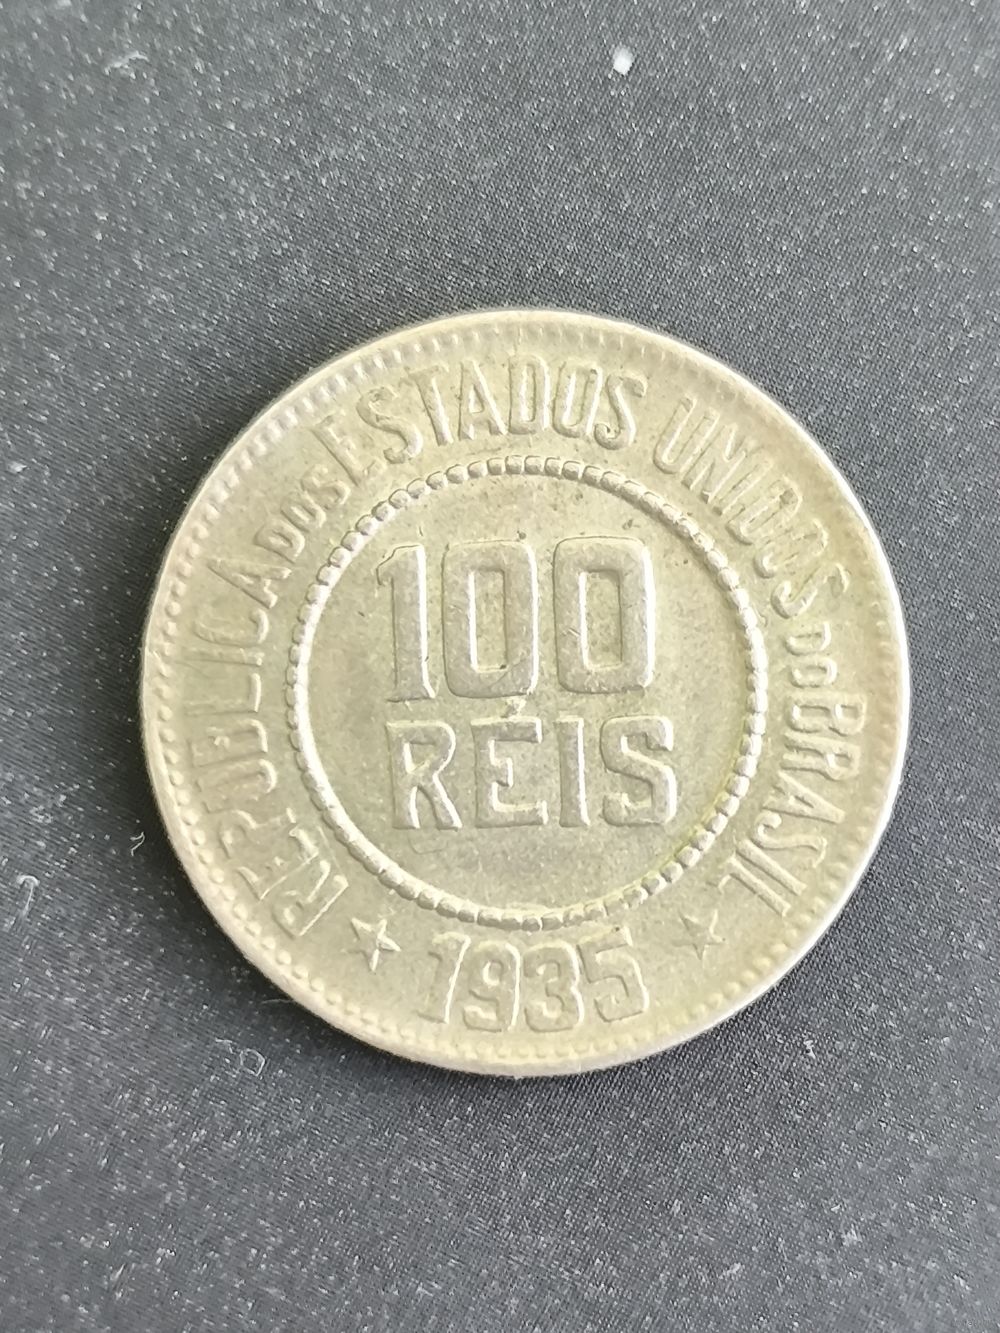 REPUBLICA DOS ESTADOS UNIDOS DO BRASIL
100
RÉIS
★ 1935 ★